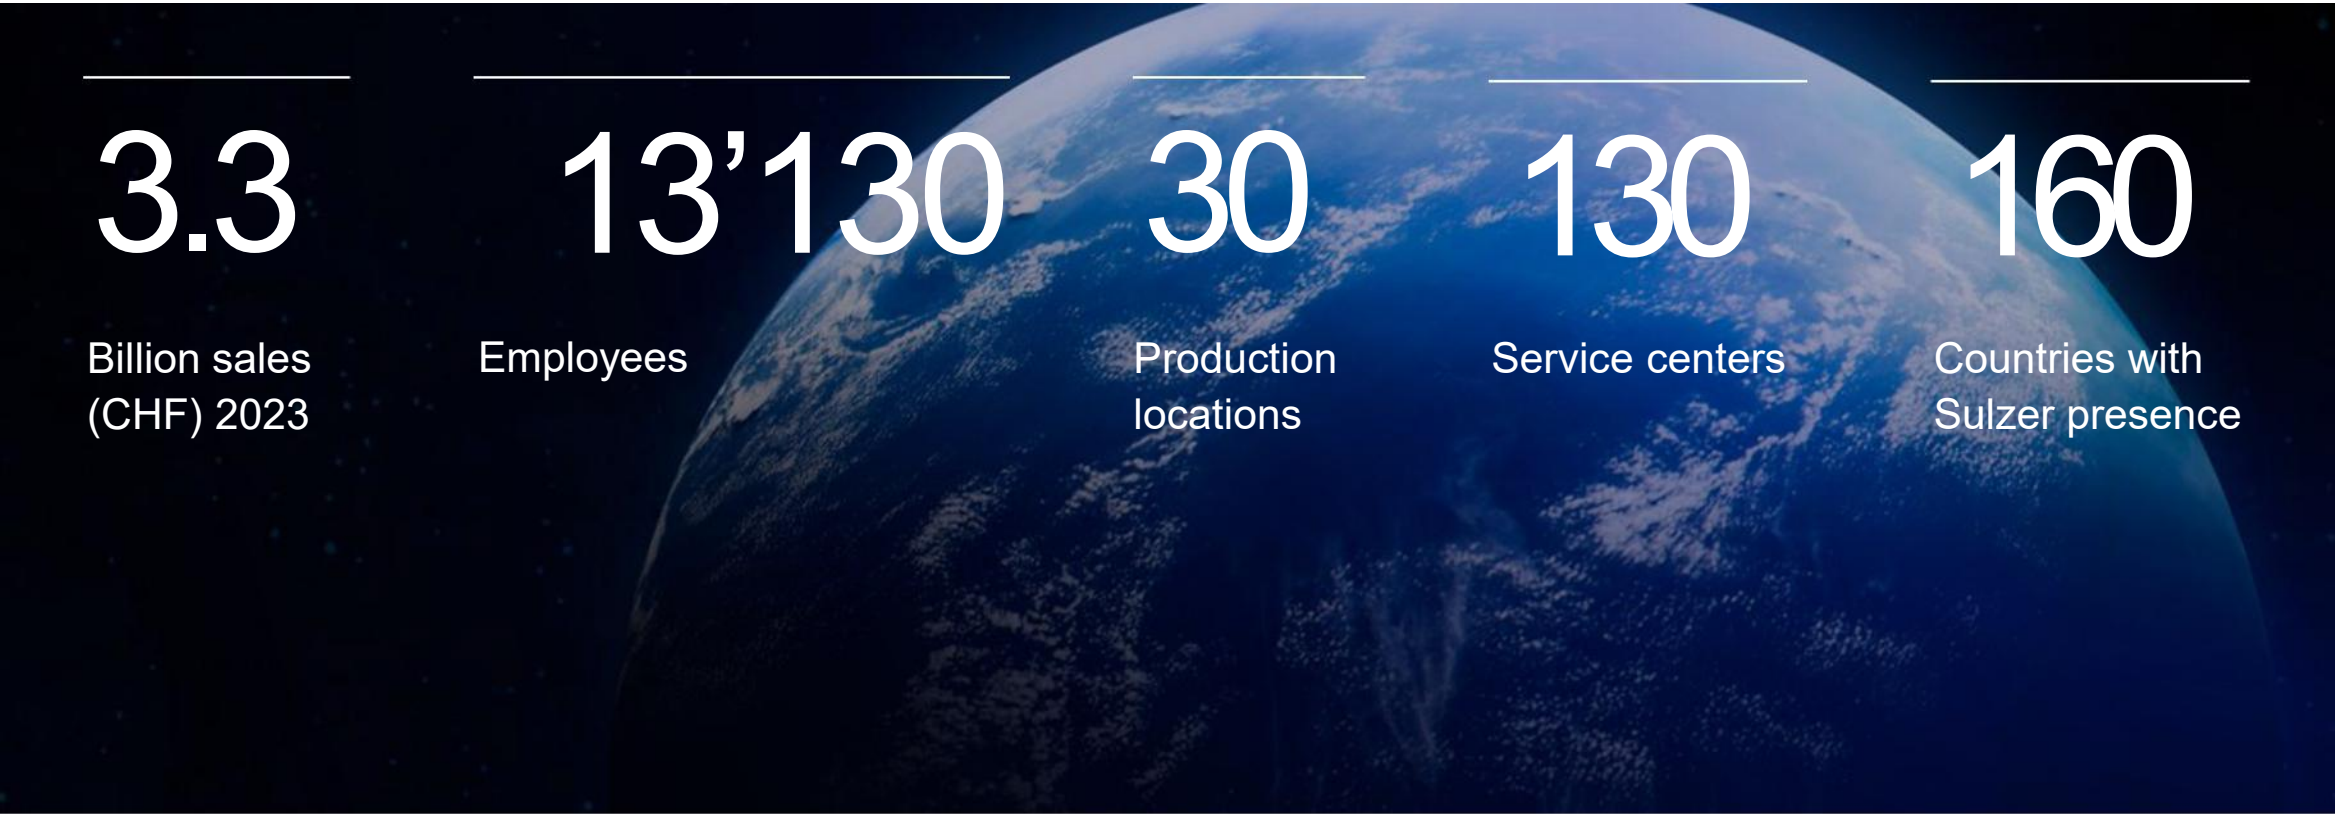 3.3
Billion sales
(CHF) 2023
13’130
Employees
30
Production
locations
130
Service centers
160
Countries with
Sulzer presence